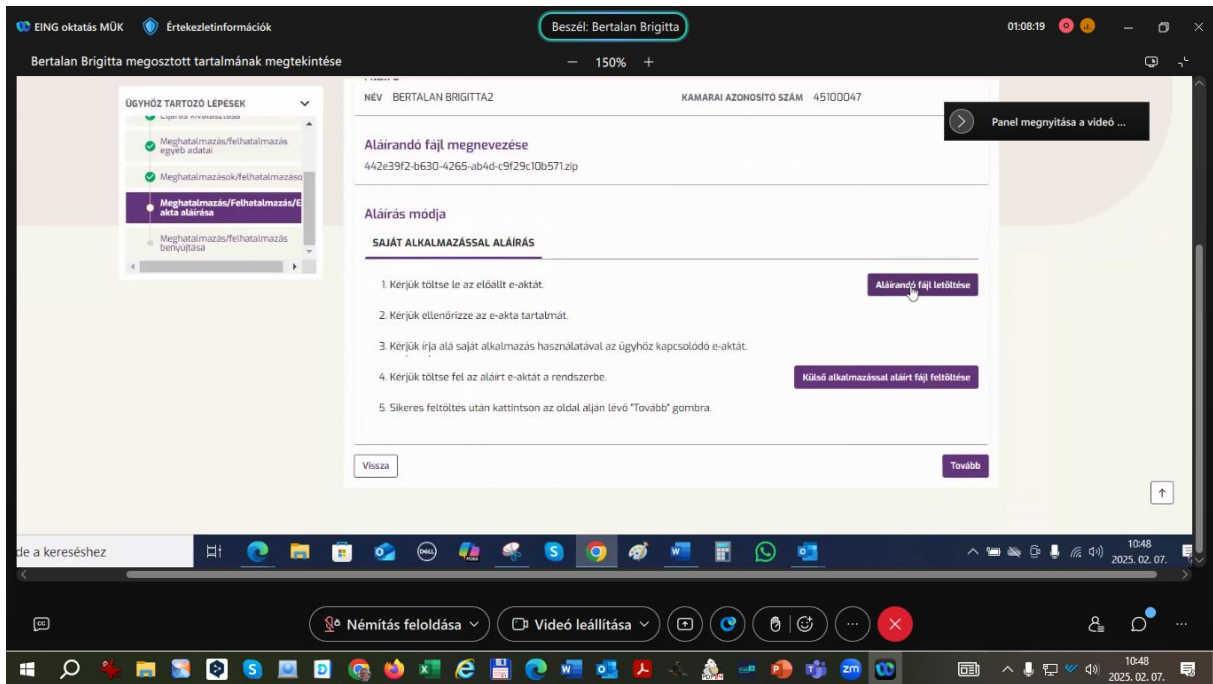 EING oktatás MÜK
Értekezletinformációk
Beszél: Bertalan Brigitta
01:08:19
Bertalan Brigitta megosztott tartalmának megtekintése
150%
ÜGYHÖZ TARTOZÓ LÉPÉSEK
Eljárás kiválasztása
Meghatalmazás/felhatalmazás
egyéb adatai
Meghatalmazások/felhatalmazáso
Meghatalmazás/Felhatalmazás/E
akta aláírása
Meghatalmazás/felhatalmazás
benyújtása
NÉV BERTALAN BRIGITTA2
KAMARAI AZONOSÍTÓ SZÁM 45100047
Panel megnyitása a videó ...
Aláírandó fájl megnevezése
442e39f2-b630-4265-ab4d-c9f29c10b571.zip
Aláírás módja
SAJÁT ALKALMAZÁSSAL ALÁÍRÁS
1. Kérjük töltse le az előállt e-aktát.
Aláírandó fájl letöltése
2. Kérjük ellenőrizze az e-akta tartalmát.
3. Kérjük írja alá saját alkalmazás használatával az ügyhöz kapcsolódó e-aktát.
4. Kérjük töltse fel az aláírt e-aktát a rendszerbe.
Külső alkalmazással aláírt fájl feltöltése
5. Sikeres feltöltés után kattintson az oldal alján lévő "Tovább" gombra.
Vissza
Tovább
de a kereséshez
10:48
2025. 02. 07.
Némítás feloldása
Videó leállítása
10:48
2025. 02. 07.